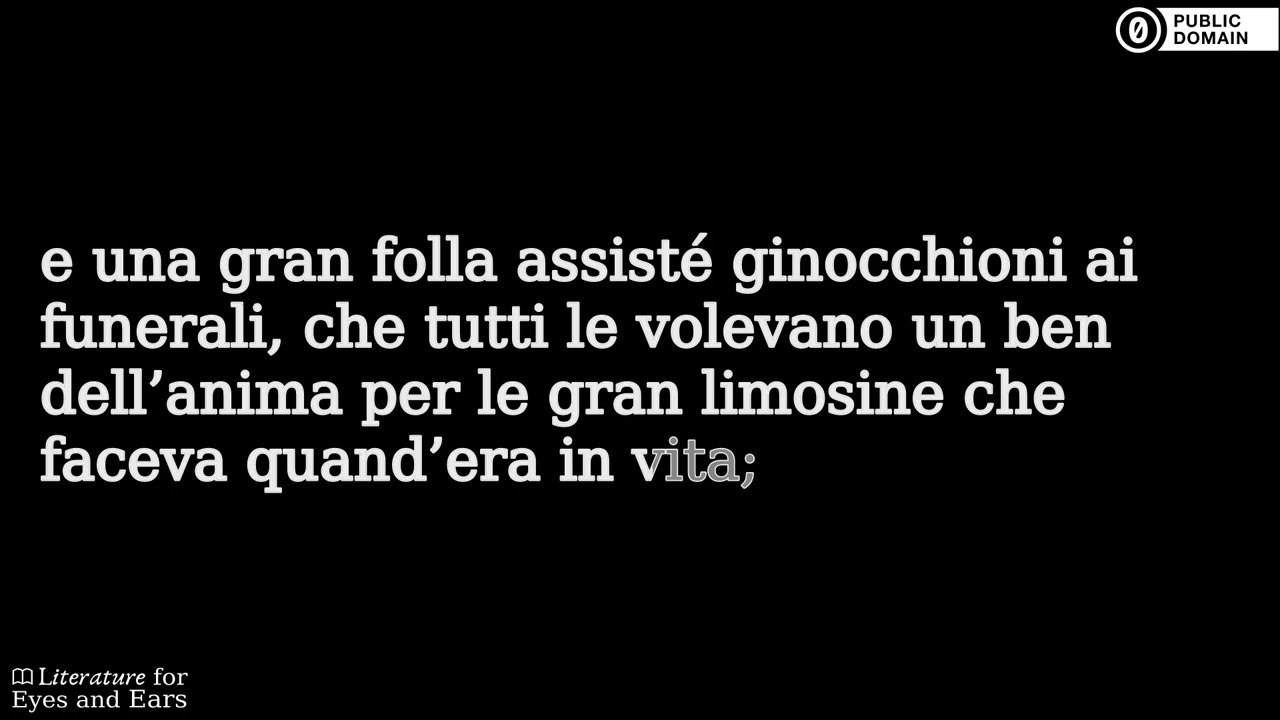 PUBLIC
DOMAIN
e una gran folla assisté ginocchioni ai
funerali, che tutti le volevano un ben
dell’anima per le gran limosine che
faceva quand’era in vita;
Literature for
Eyes and Ears